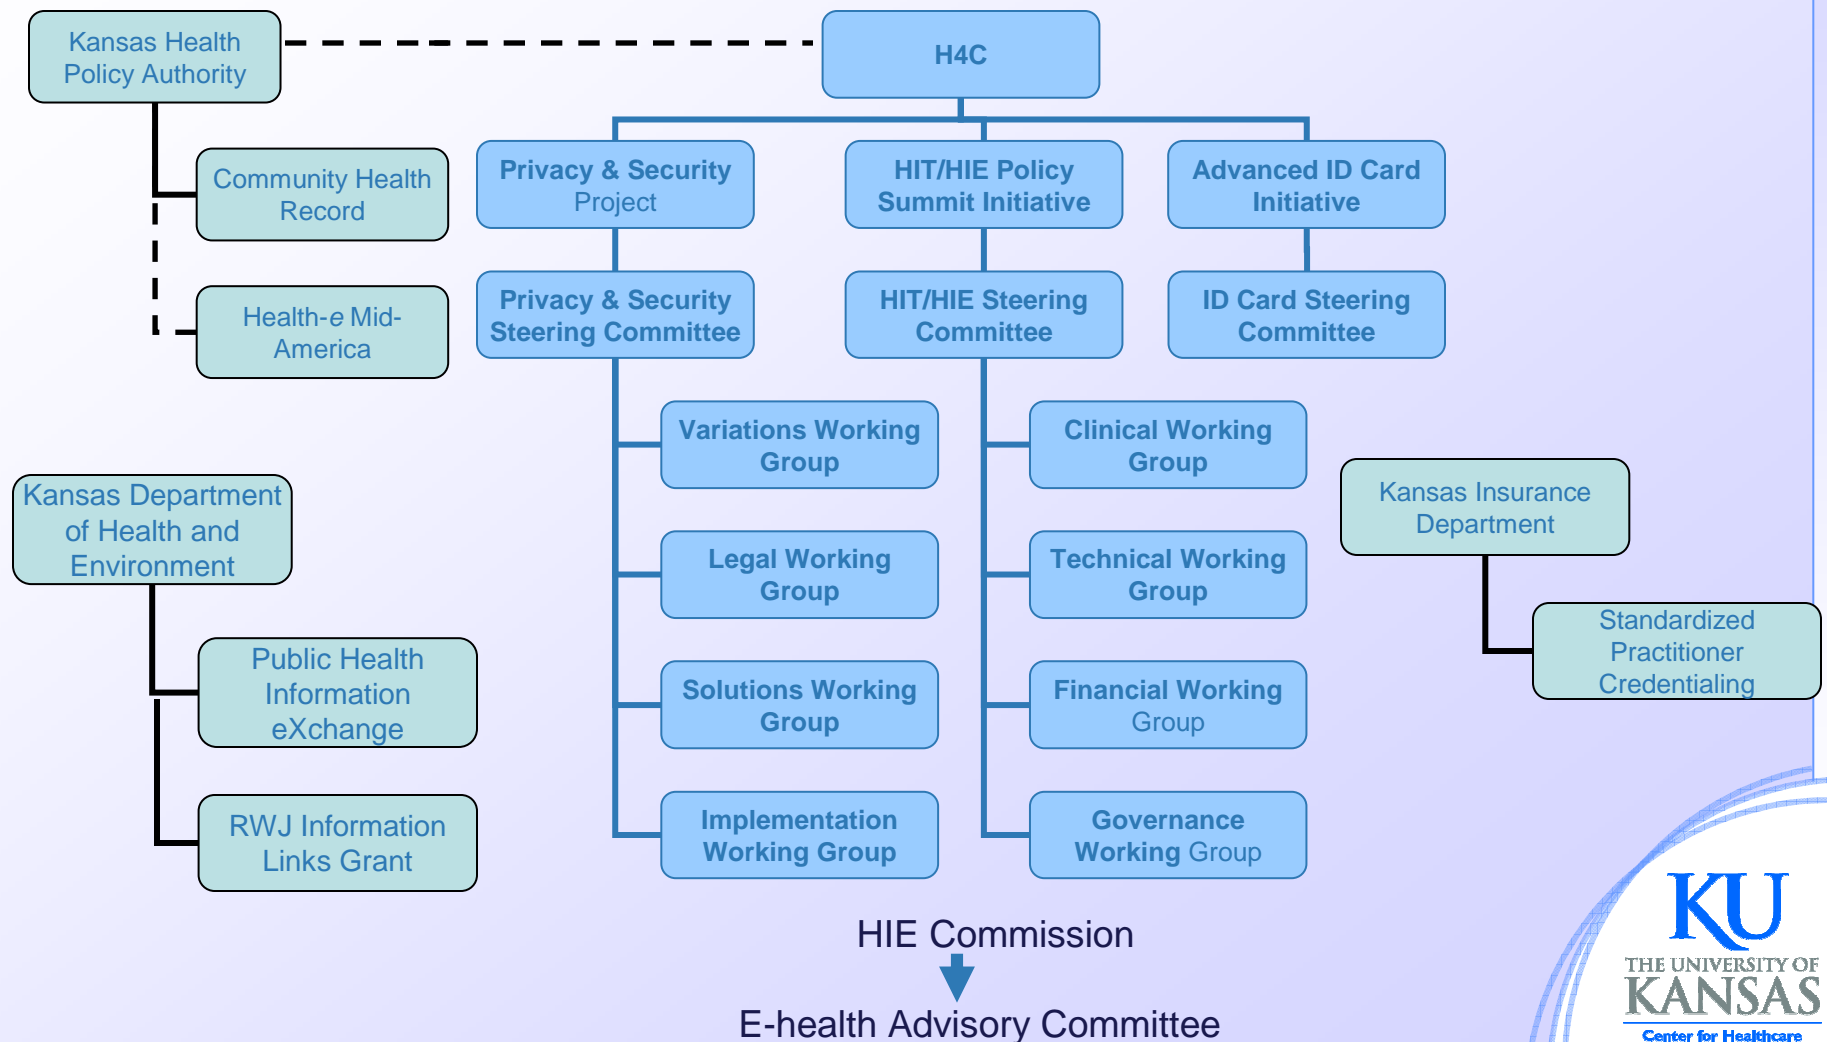 Kansas Health
Policy Authority
H4C
Community Health
Record
Health-e Mid-
America
Privacy & Security
Project
HIT/HIE Policy
Summit Initiative
Advanced ID Card
Initiative
Privacy & Security
Steering Committee
HIT/HIE Steering
Committee
ID Card Steering
Committee
Variations Working
Group
Clinical Working
Group
Legal Working
Group
Technical Working
Group
Solutions Working
Group
Financial Working
Group
Implementation
Working Group
Governance
Working Group
Kansas Department
of Health and
Environment
Public Health
Information
eXchange
RWJ Information
Links Grant
Kansas Insurance
Department
Standardized
Practitioner
Credentialing
HIE Commission
E-health Advisory Committee
KU
THE UNIVERSITY OF
KANSAS
Center for Healthcare